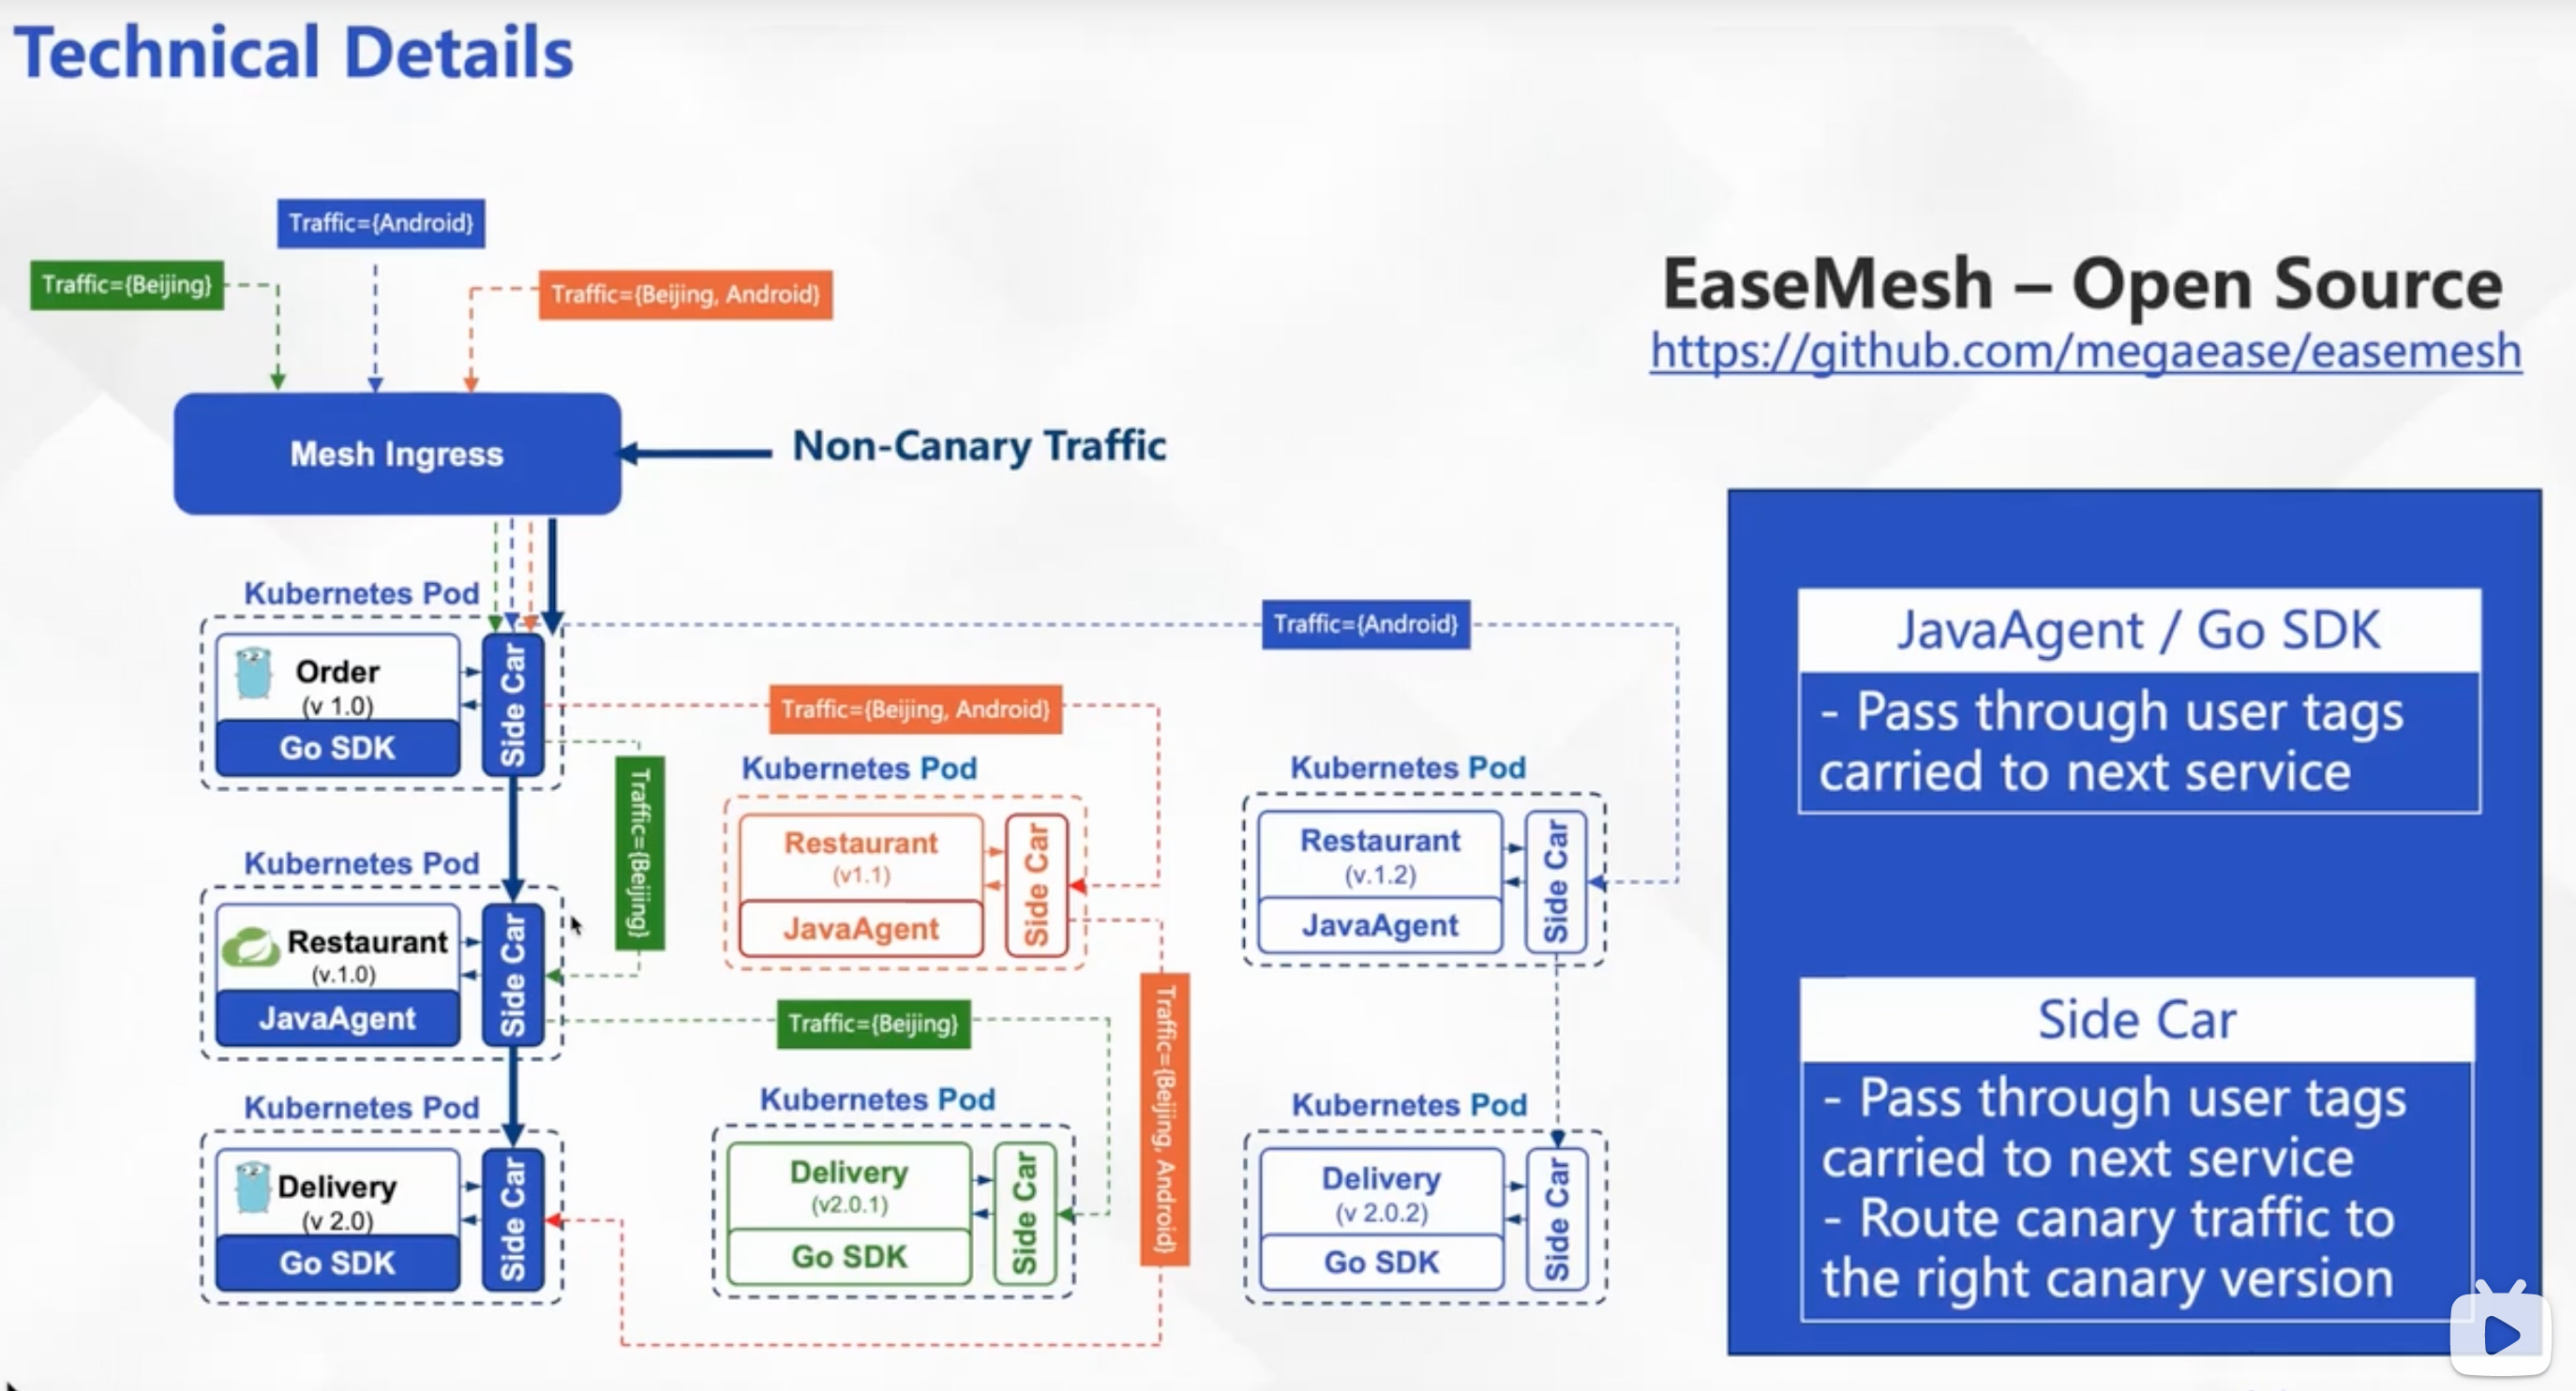 Technical Details
Traffic={Android}
Traffic={Beijing}
Traffic={Beijing, Android}
EaseMesh – Open Source
https://github.com/megaease/easemesh
Mesh Ingress
Non-Canary Traffic
Kubernetes Pod
Order
(v 1.0)
Go SDK
Side Car
Traffic={Android}
Traffic={Beijing, Android}
Traffic={Beijing}
Kubernetes Pod
Restaurant
(v1.1)
JavaAgent
Side Car
Kubernetes Pod
Restaurant
(v.1.2)
JavaAgent
Side Car
Kubernetes Pod
Restaurant
(v.1.0)
JavaAgent
Side Car
Traffic={Beijing}
Traffic={Beijing, Android}
Kubernetes Pod
Delivery
(v 2.0)
Go SDK
Side Car
Kubernetes Pod
Delivery
(v2.0.1)
Go SDK
Side Car
Kubernetes Pod
Delivery
(v 2.0.2)
Go SDK
Side Car
JavaAgent / Go SDK
- Pass through user tags
carried to next service
Side Car
- Pass through user tags
carried to next service
- Route canary traffic to
the right canary version